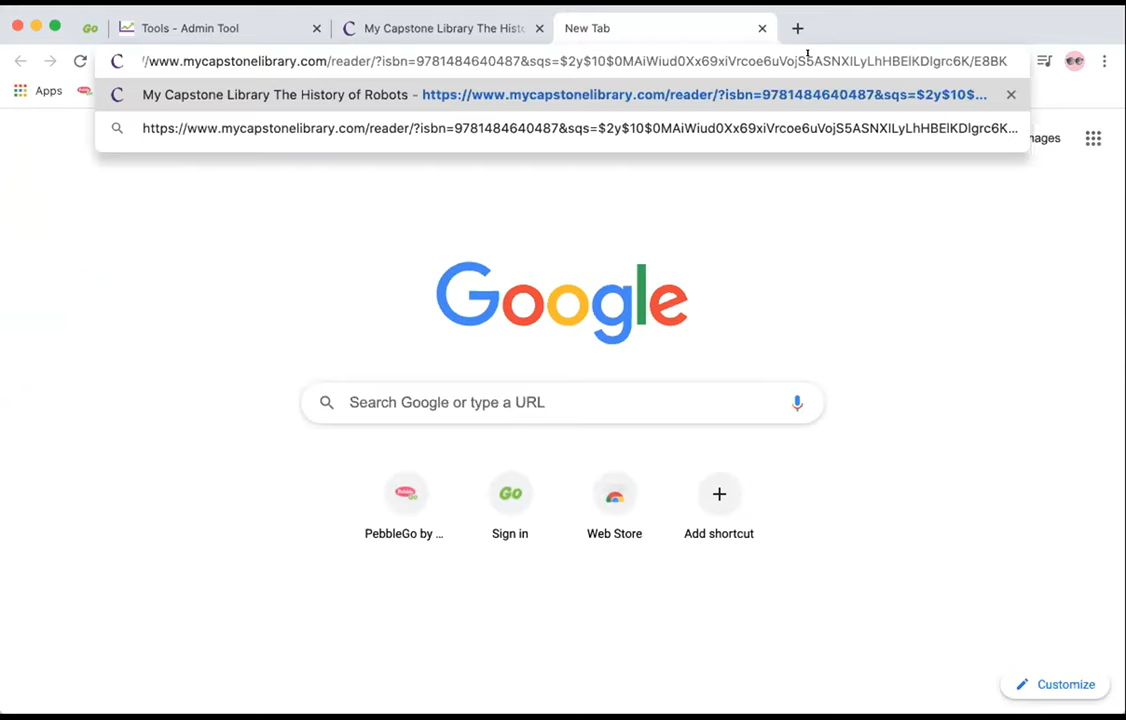 GO
Tools - Admin Tool
My Capstone Library The Histo
New Tab
/www.mycapstonelibrary.com/reader/?isbn=9781484640487&sqs=$2y$10$0MAiWiud0Xx69xiVrcoe6uVojS5ASNXILyLhHBElKDlgrc6K/E8BK
Apps
My Capstone Library The History of Robots - https://www.mycapstonelibrary.com/reader/?isbn=9781484640487&sqs=$2y$10$...
https://www.mycapstonelibrary.com/reader/?isbn=9781484640487&sqs=$2y$10$0MAiWiud0Xx69xiVrcoe6uVojS5ASNXILyLhHBElKDlgrc6K...
mages
Google
Search Google or type a URL
GO
PebbleGo by ...
Sign in
Web Store
Add shortcut
Customize